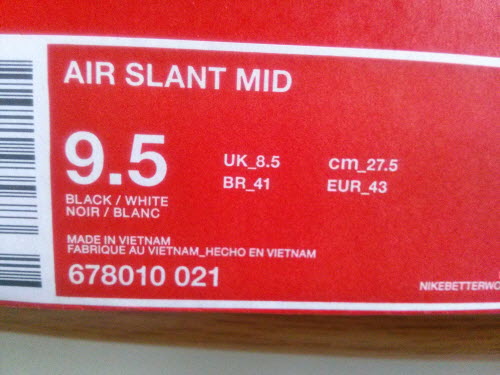 AIR SLANT MID
9.5
UK_8.5 cm_27.5
BR_41 EUR_43
BLACK / WHITE
NOIR / BLANC
MADE IN VIETNAM
FABRIQUE AU VIETNAM_HECHO EN VIETNAM
678010 021
NIKEBETTERWO